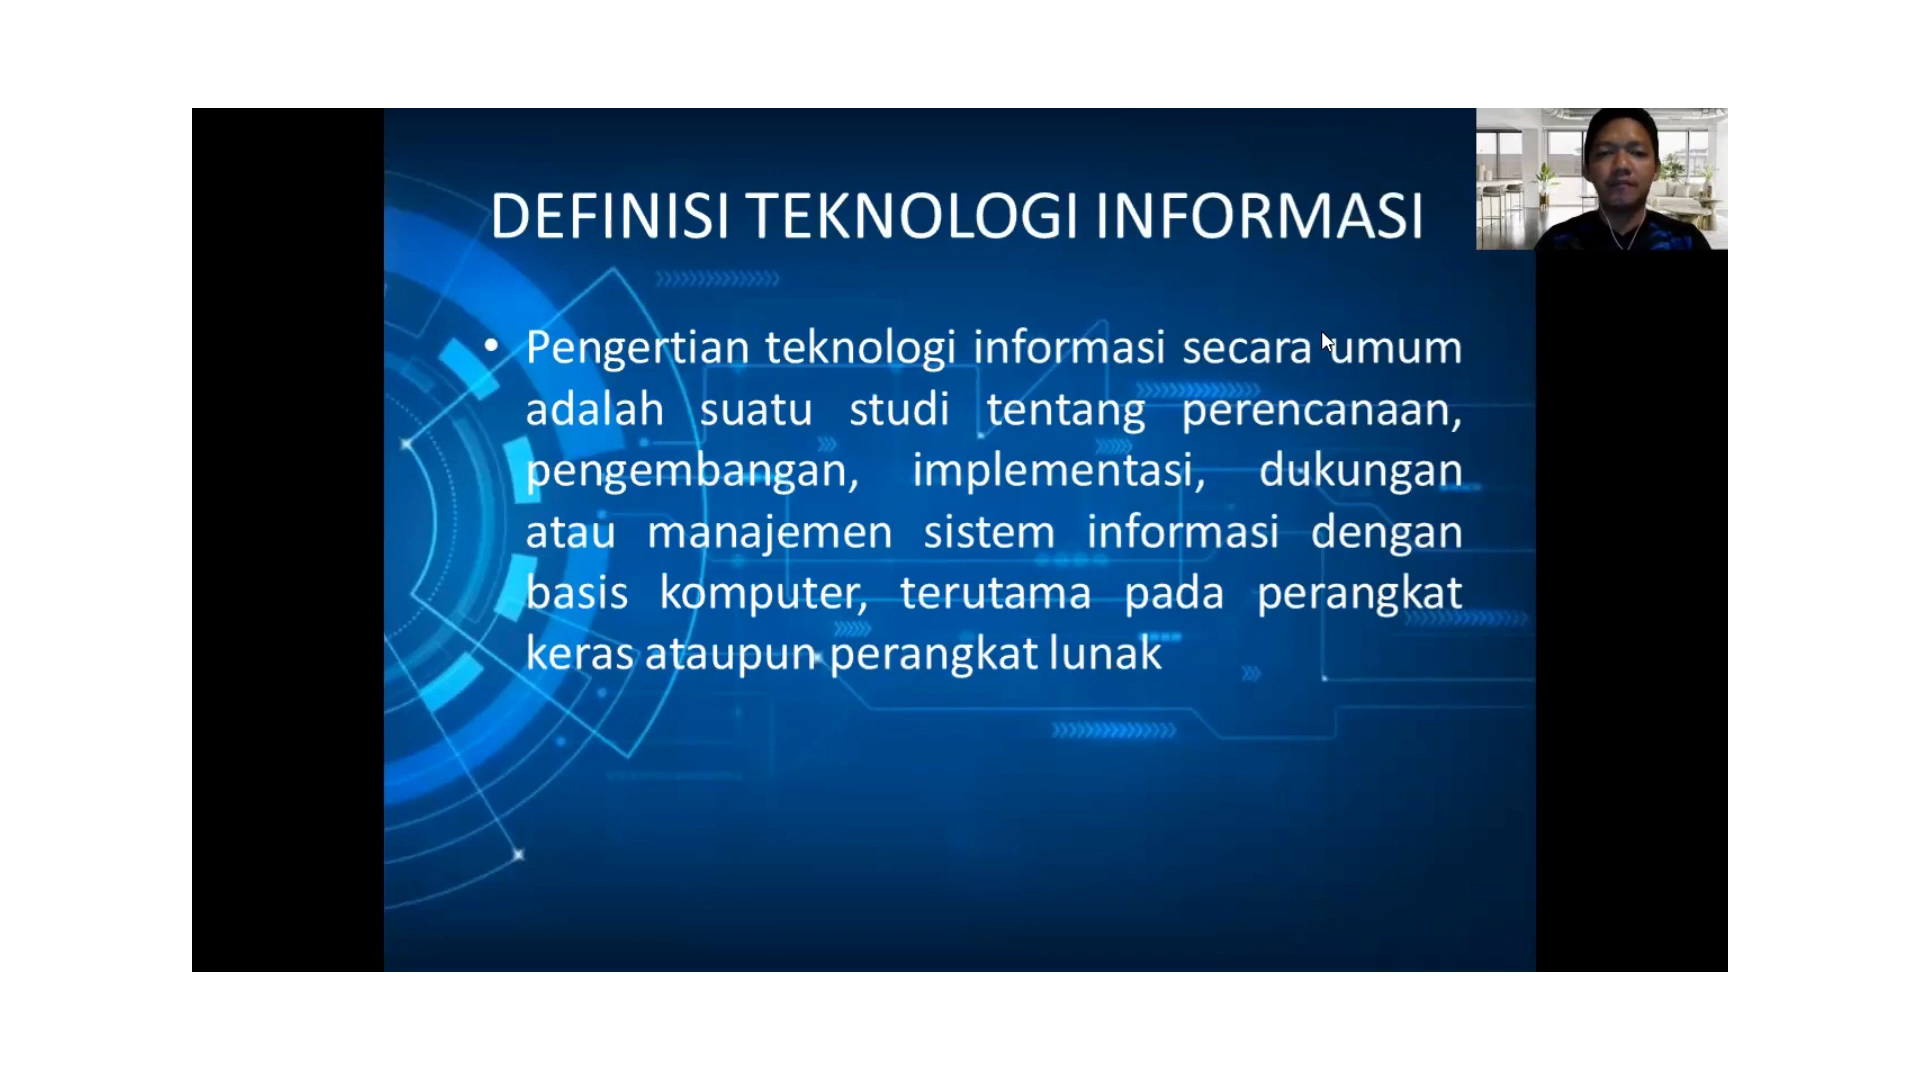 DEFINISI TEKNOLOGI INFORMASI
• Pengertian teknologi informasi secara umum
adalah suatu studi tentang perencanaan,
pengembangan, implementasi, dukungan
atau manajemen sistem informasi dengan
basis komputer, terutama pada perangkat
keras ataupun perangkat lunak